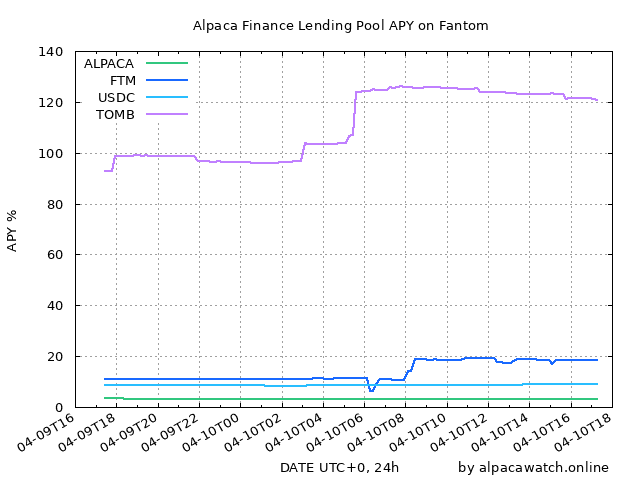 Alpaca Finance Lending Pool APY on Fantom
140
120
100
80
60
40
20
0
APY %
ALPACA
FTM
USDC
TOMB
04-09T16
04-09T18
04-09T20
04-09T22
04-10T00
04-10T02
04-10T04
04-10T06
04-10T08
04-10T10
04-10T12
04-10T14
04-10T16
04-10T18
DATE UTC+0, 24h by alpacawatch.online